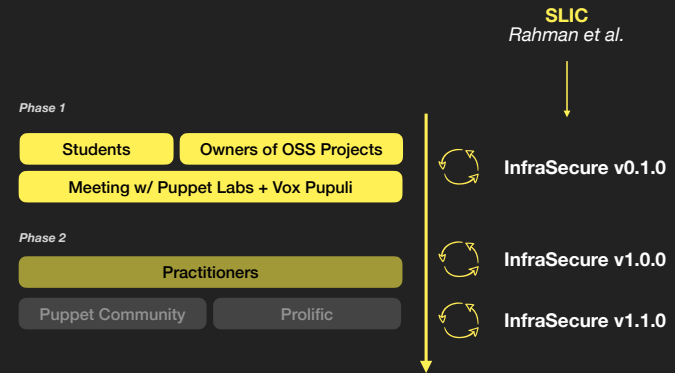 SLIC
Rahman et al.
Phase 1
Students
Owners of OSS Projects
Meeting w/ Puppet Labs + Vox Pupuli
InfraSecure v0.1.0
Phase 2
Practitioners
InfraSecure v1.0.0
Puppet Community
Prolific
InfraSecure v1.1.0